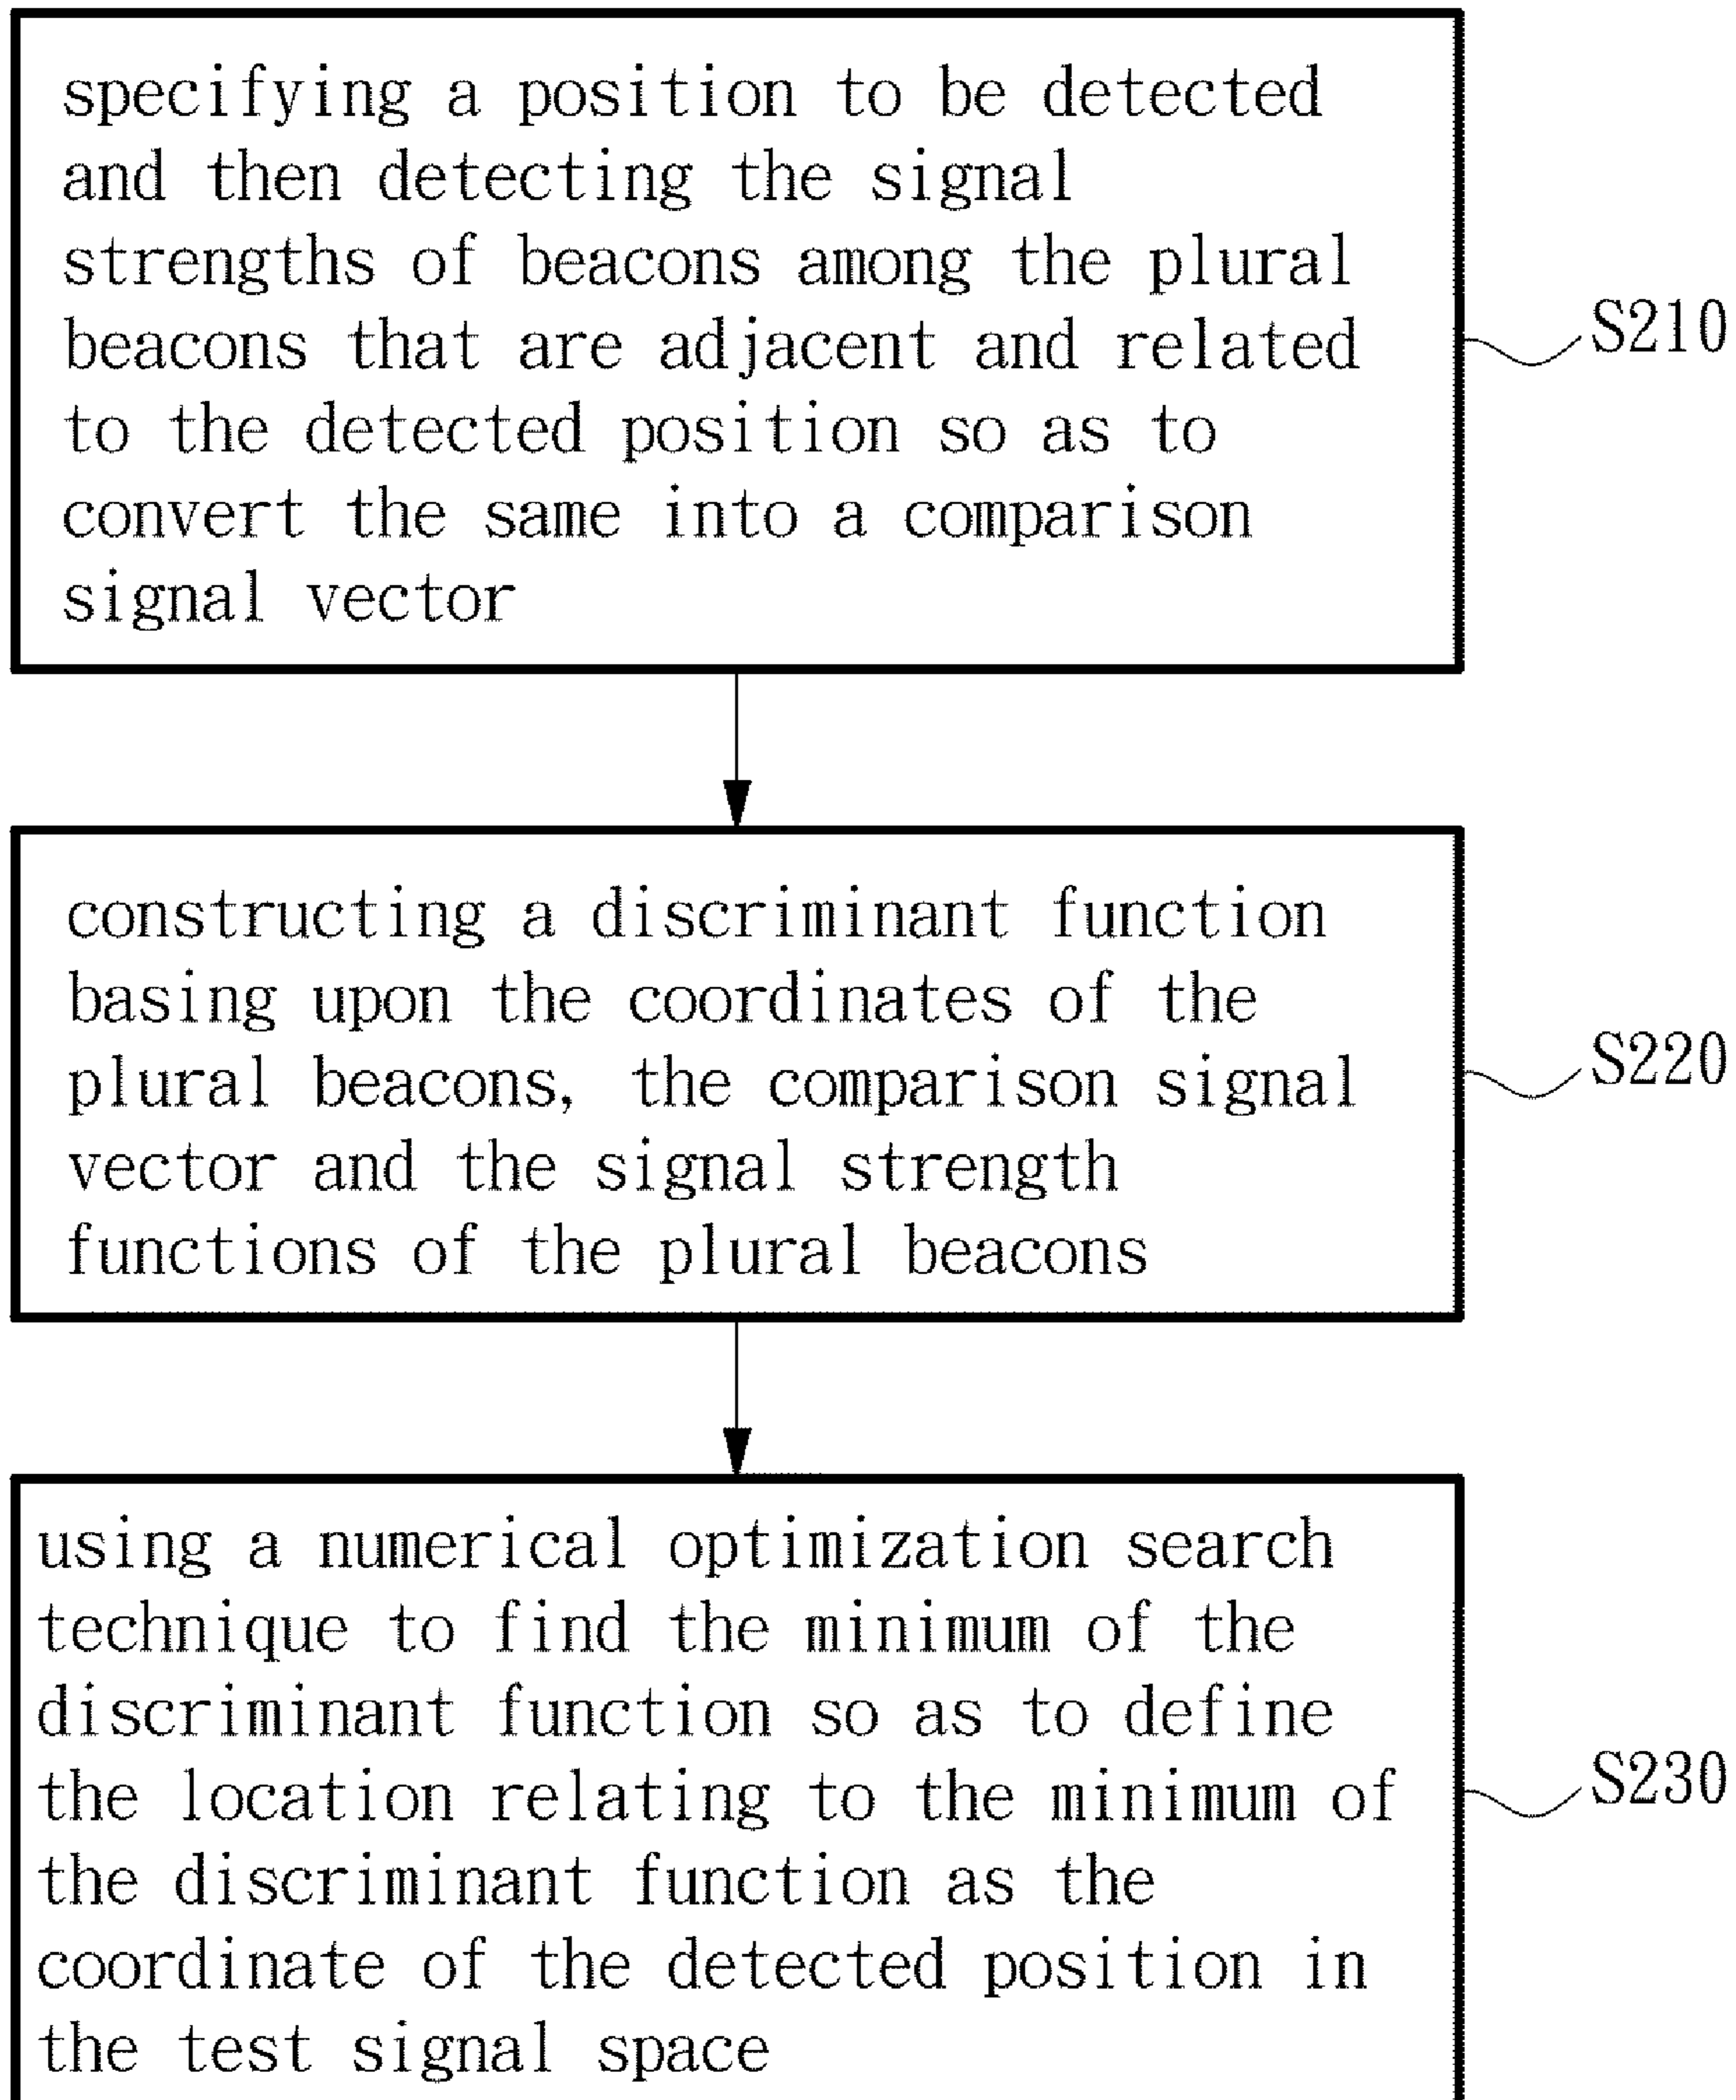 specifying a position to be detected
and then detecting the signal
strengths of beacons among the plural
beacons that are adjacent and related
to the detected position so as to
convert the same into a comparison
signal vector
S210
constructing a discriminant function
basing upon the coordinates of the
plural beacons, the comparison signal
vector and the signal strength
functions of the plural beacons
S220
using a numerical optimization search
technique to find the minimum of the
discriminant function so as to define
the location relating to the minimum of
the discriminant function as the
coordinate of the detected position in
the test signal space
S230